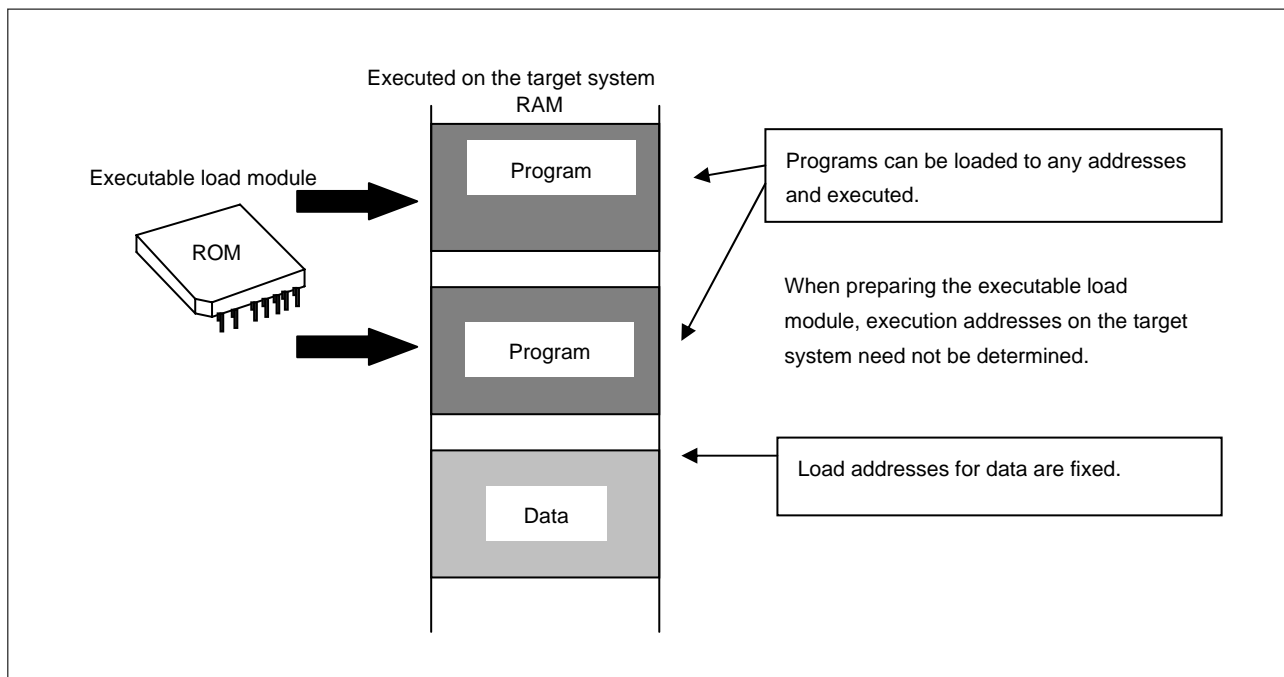 Executed on the target system
RAM
Executable load module
ROM
Program
Program
Data
Programs can be loaded to any addresses
and executed.
When preparing the executable load
module, execution addresses on the target
system need not be determined.
Load addresses for data are fixed.